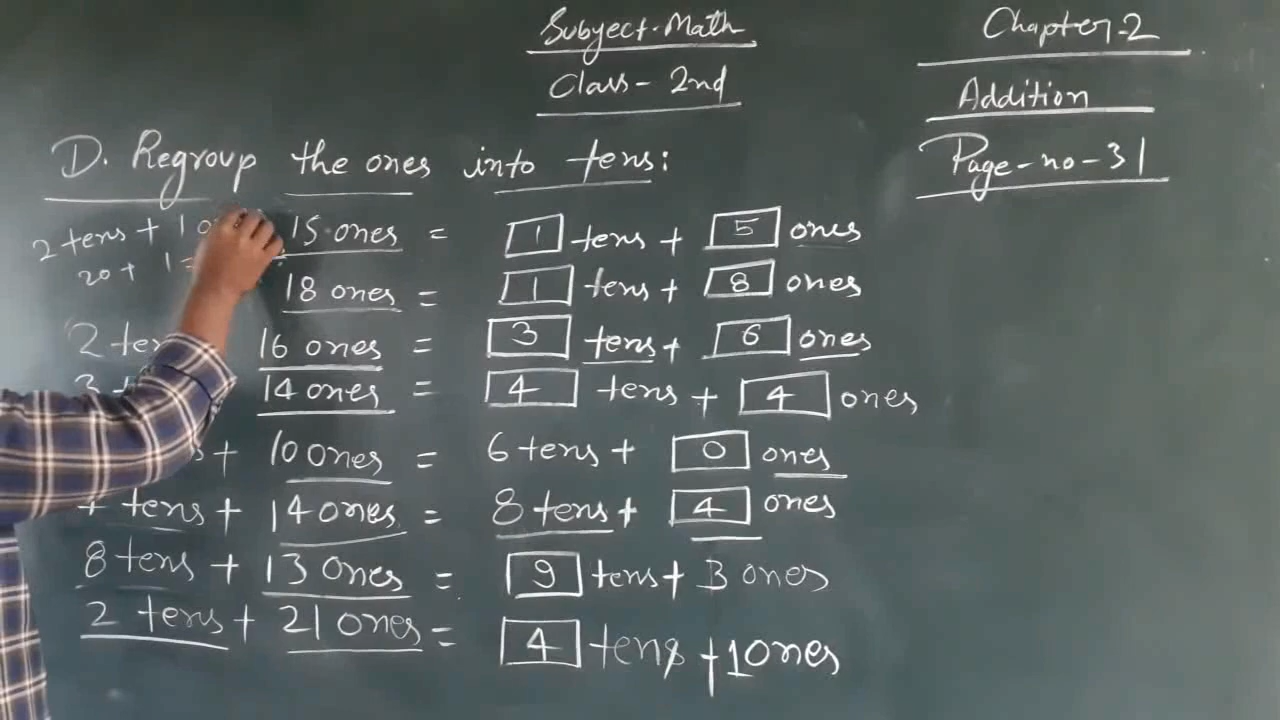 Subject-Math
Class- 2nd
Chapter-2
Addition
Page-no-31
D. Regroup the ones into tens:
2 tens + 1
20 + 1 =
15 ones = 1 tens + 5 ones
18 ones = 1 tens + 8 ones
2 16 ones = 3 tens + 6 ones
3 14 ones = 4 tens + 4 ones
+ 10 ones = 6 tens + 0 ones
tens + 14 ones = 8 tens + 4 ones
8 tens + 13 ones = 9 tens + 3 ones
2 tens + 21 ones = 4 tens + 1 ones